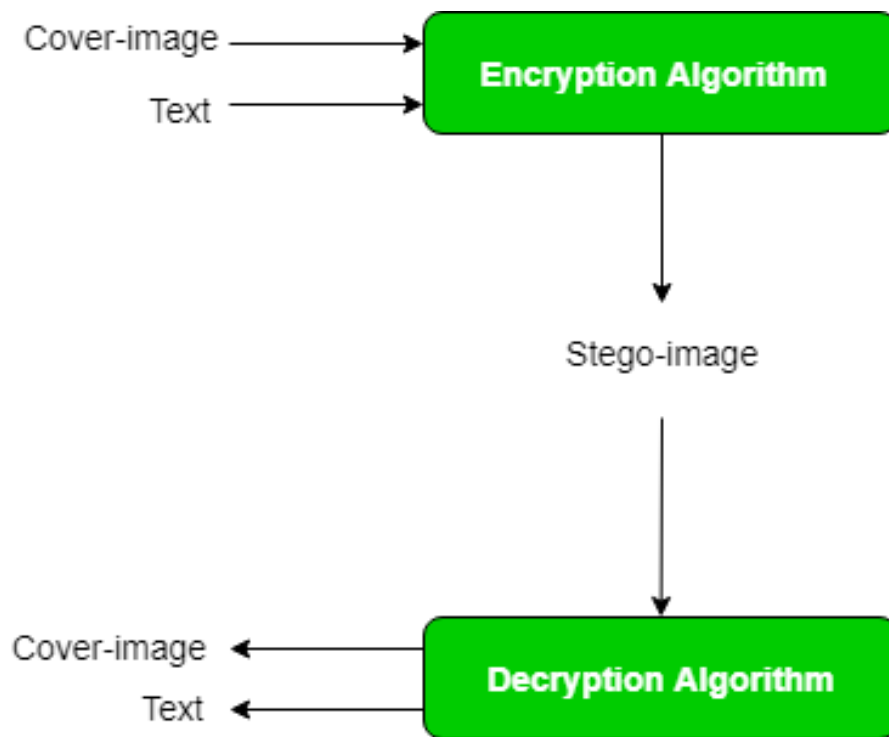 Cover-image
Encryption Algorithm
Text
Stego-image
Cover-image
Decryption Algorithm
Text